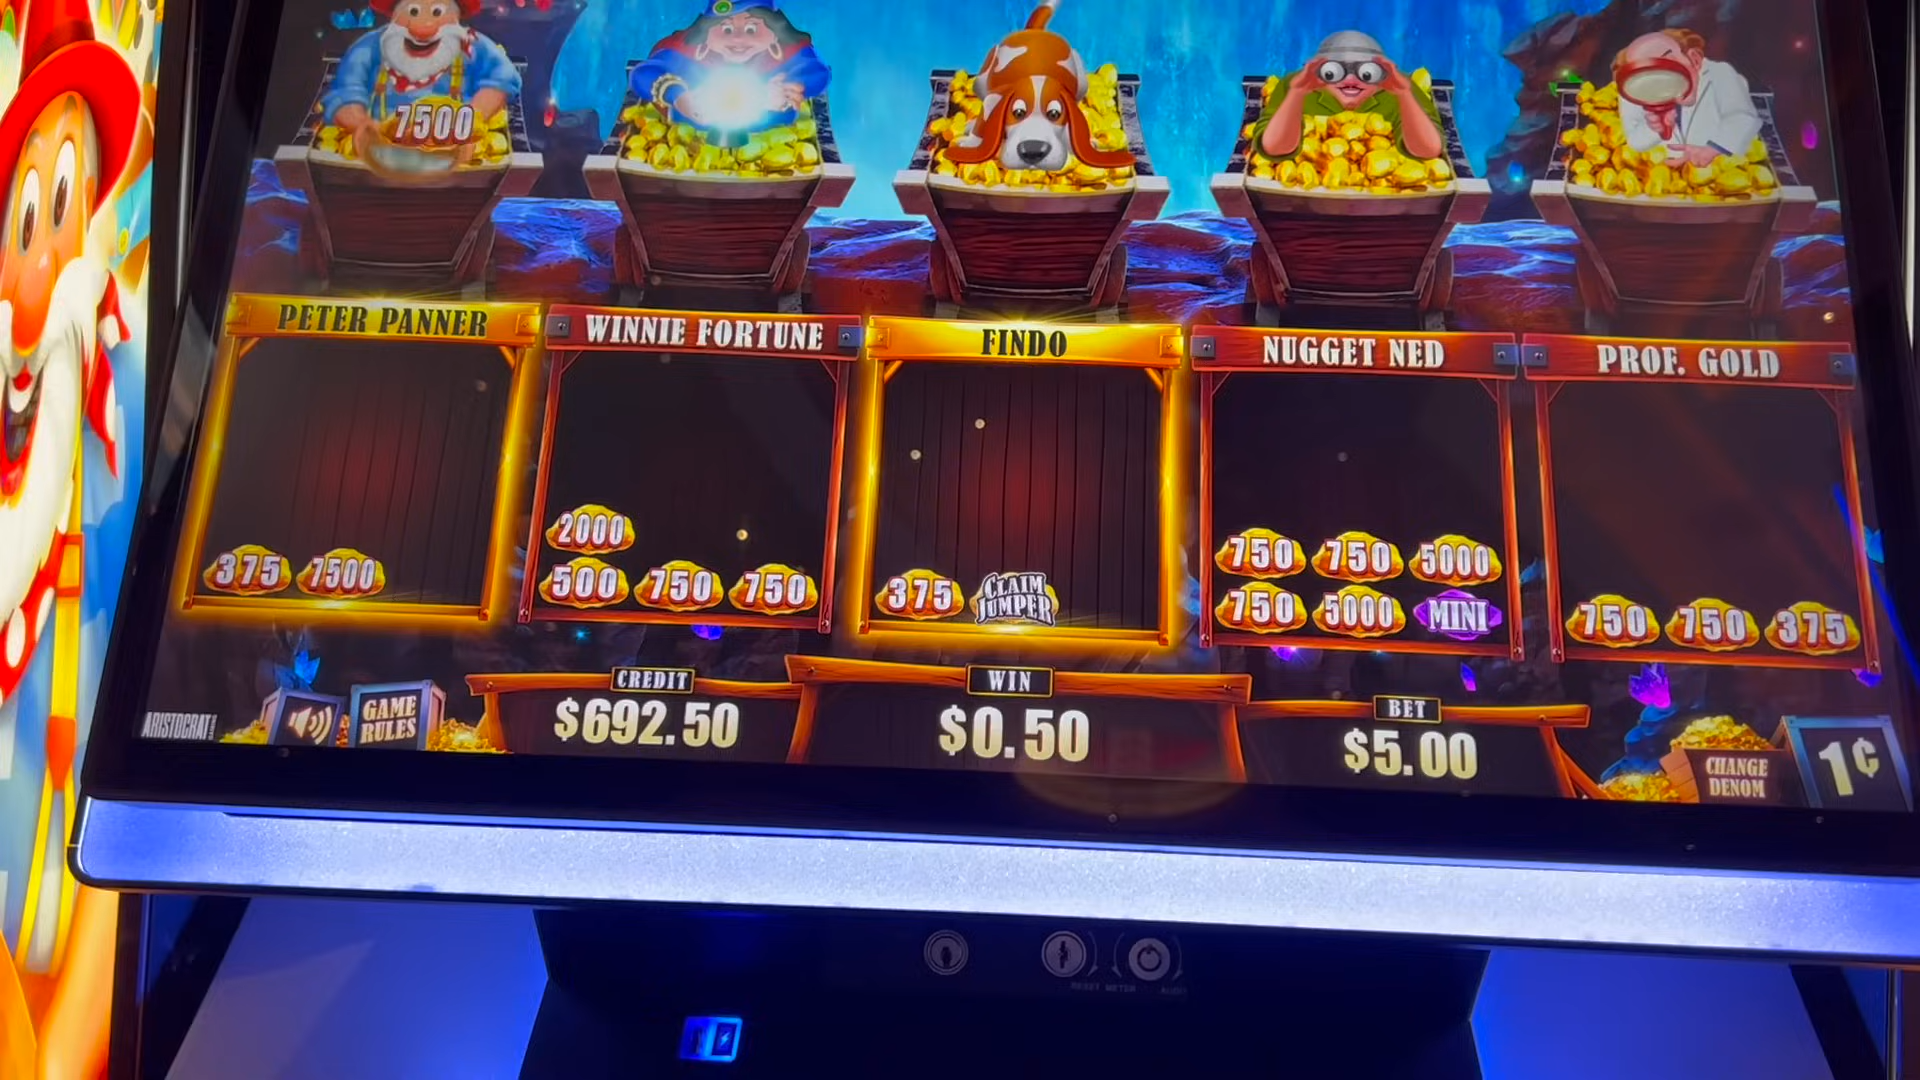 7500
PETER PANNER
WINNIE FORTUNE
FINDO
NUGGET NED
PROF. GOLD
375 7500
2000
500 750 750
375 CLAIM JUMPER
750 750 5000
750 5000 MINI
750 750 375
ARISTOCRAT
GAME RULES
CREDIT
$692.50
WIN
$0.50
BET
$5.00
CHANGE DENOM
1¢
RESET METER